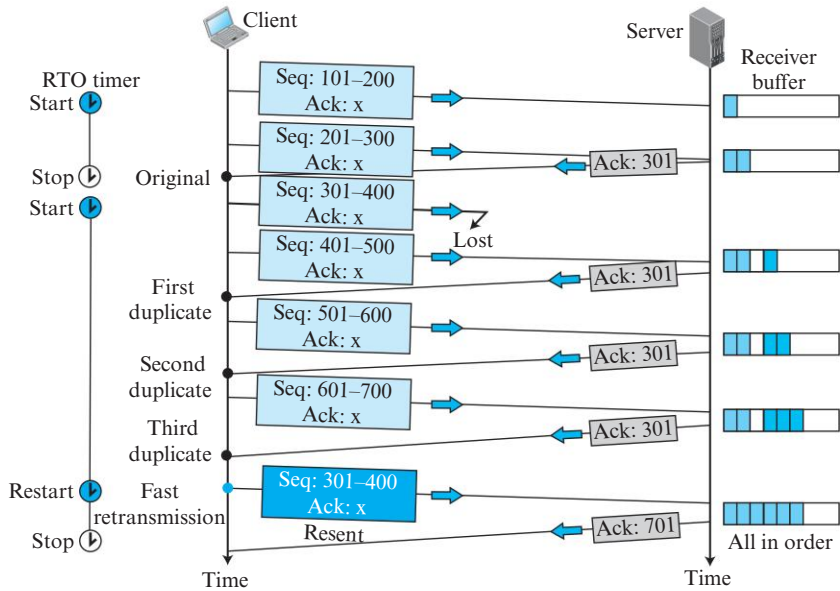 Client
Server
RTO timer
Receiver
buffer
Start
Seq: 101–200
Ack: x
Seq: 201–300
Ack: x
Ack: 301
Stop
Original
Start
Seq: 301–400
Ack: x
Lost
Seq: 401–500
Ack: x
Ack: 301
First
duplicate
Seq: 501–600
Ack: x
Ack: 301
Second
duplicate
Seq: 601–700
Ack: x
Ack: 301
Third
duplicate
Restart
Fast
retransmission
Seq: 301–400
Ack: x
Resent
Ack: 701
Stop
All in order
Time
Time